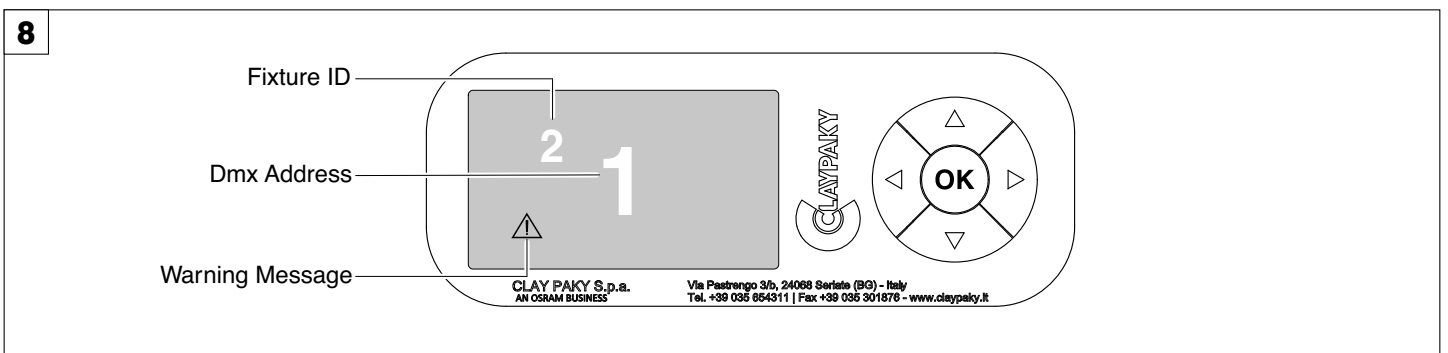 8
Fixture ID
2
Dmx Address
1
Warning Message
CLAYPAKY
OK
CLAY PAKY S.p.a.
AN OSRAM BUSINESS
Via Pastrengo 3/b, 24068 Seriate (BG) - Italy
Tel. +39 035 654311 | Fax +39 035 301876 - www.claypaky.it